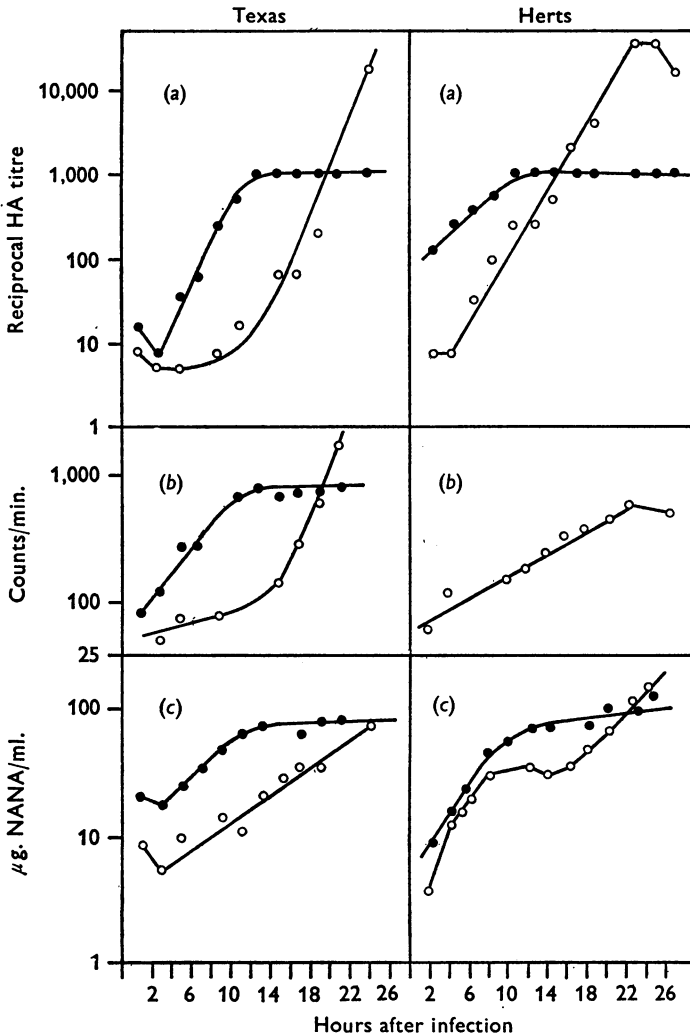 Texas
Herts
Reciprocal HA titre
10,000
1,000
100
10
1
(a)
(a)
Counts/min.
1,000
100
25
(b)
(b)
μg. NANA/ml.
100
10
1
(c)
(c)
2 6 10 14 18 22 26
2 6 10 14 18 22 26
Hours after infection